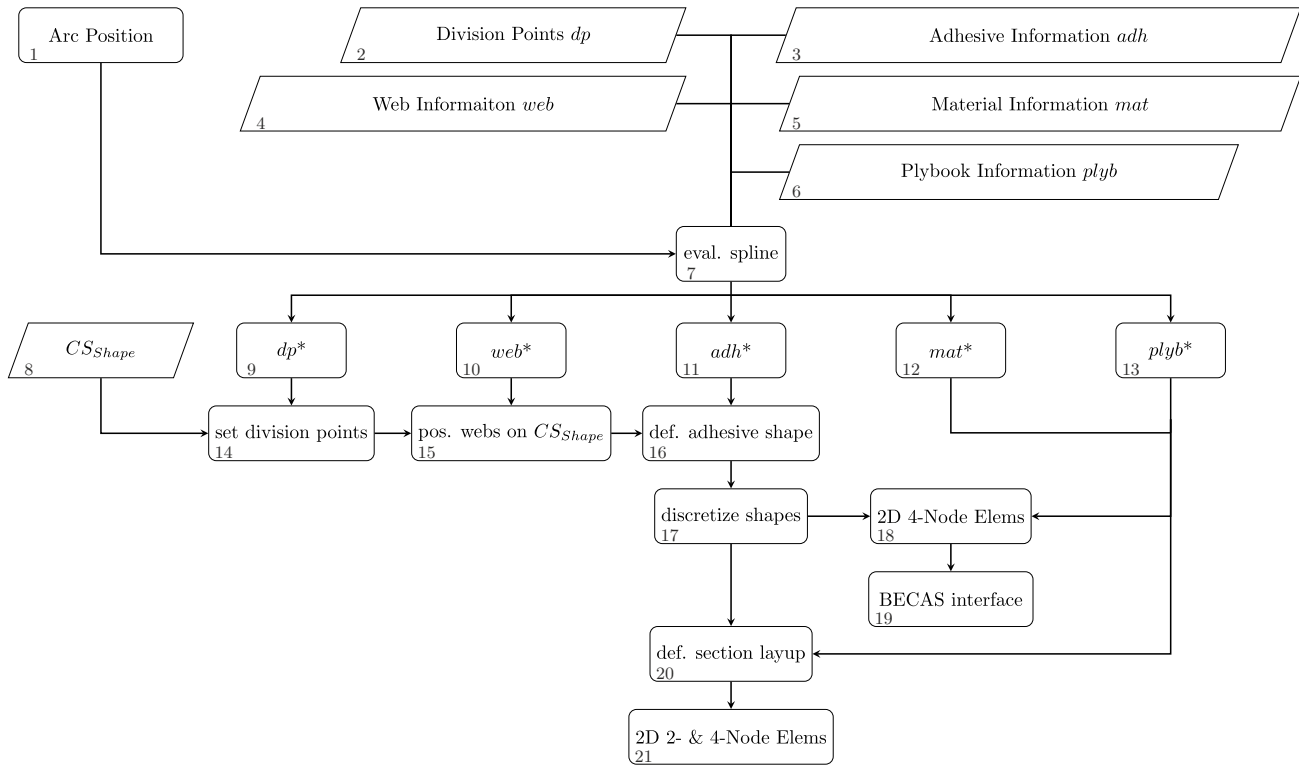 Arc Position
1
Division Points dp
2
Adhesive Information adh
3
Web Informaiton web
4
Material Information mat
5
Plybook Information plyb
6
eval. spline
7
CS_Shape
8
dp*
9
web*
10
adh*
11
mat*
12
plyb*
13
set division points
14
pos. webs on CS_Shape
15
def. adhesive shape
16
discretize shapes
17
2D 4-Node Elems
18
BECAS interface
19
def. section layup
20
2D 2- & 4-Node Elems
21